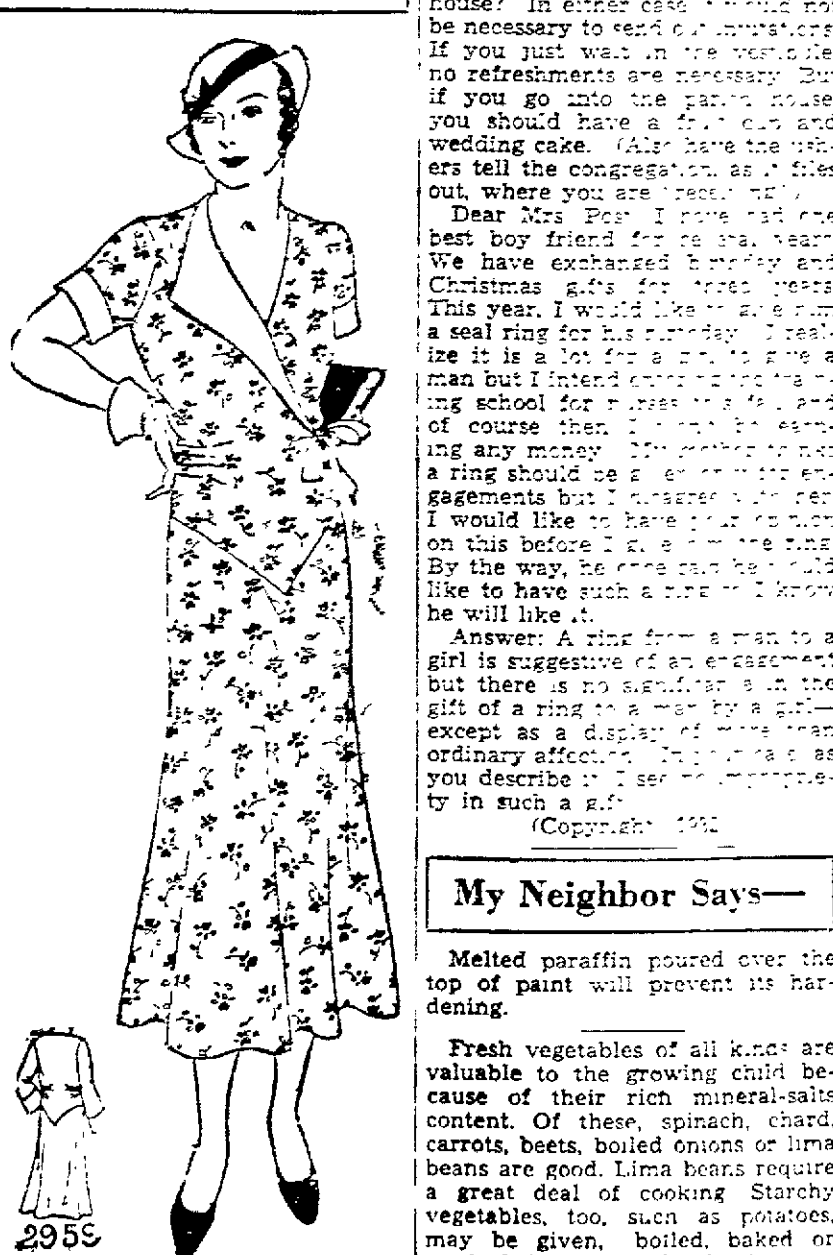 house? In either case
be necessary to send
If you just wait in the vestibule
no refreshments are necessary But
if you go into the parish house
you should have a fruit cup and
wedding cake. (Also have the ush-
ers tell the congregation, as it files
out, where you are
Dear Mrs Post I have had one
best boy friend for several years
We have exchanged birthday and
Christmas gifts for three years
This year, I would like to give him
a seal ring for his birthday I real-
ize it is a lot for a girl to give a
man but I intend
ing school for nurses this fall and
of course then I earn-
ing any money My mother
a ring should be en-
gagements but I disagree with her
I would like to have your opinion
on this before I give him the ring
By the way, he once said he would
like to have such a ring so I know
he will like it.
Answer: A ring from a man to a
girl is suggestive of an engagement
but there is no significance in the
gift of a ring to a man by a girl—
except as a display of more than
ordinary affection In your case as
you describe it I see no improprie-
ty in such a gift
(Copyright 1932
My Neighbor Says—
Melted paraffin poured over the
top of paint will prevent its har-
dening.
Fresh vegetables of all kinds are
valuable to the growing child be-
cause of their rich mineral-salts
content. Of these, spinach, chard,
carrots, beets, boiled onions or lima
beans are good. Lima beans require
a great deal of cooking Starchy
vegetables, too, such as potatoes,
may be given, boiled, baked or